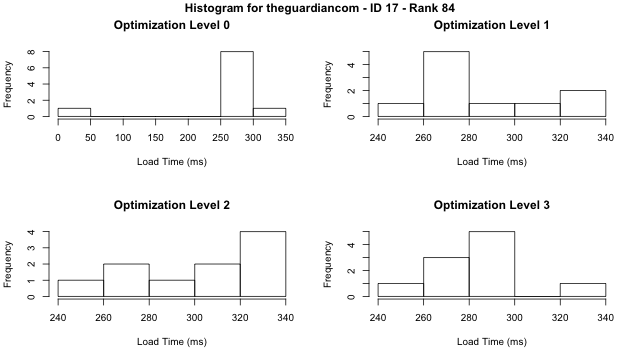 Histogram for theguardiancom - ID 17 - Rank 84
Optimization Level 0
Frequency
0 2 4 6 8
0 50 100 150 200 250 300 350
Load Time (ms)
Optimization Level 1
Frequency
0 2 4
240 260 280 300 320 340
Load Time (ms)
Optimization Level 2
Frequency
0 1 2 3 4
240 260 280 300 320 340
Load Time (ms)
Optimization Level 3
Frequency
0 2 4
240 260 280 300 320 340
Load Time (ms)